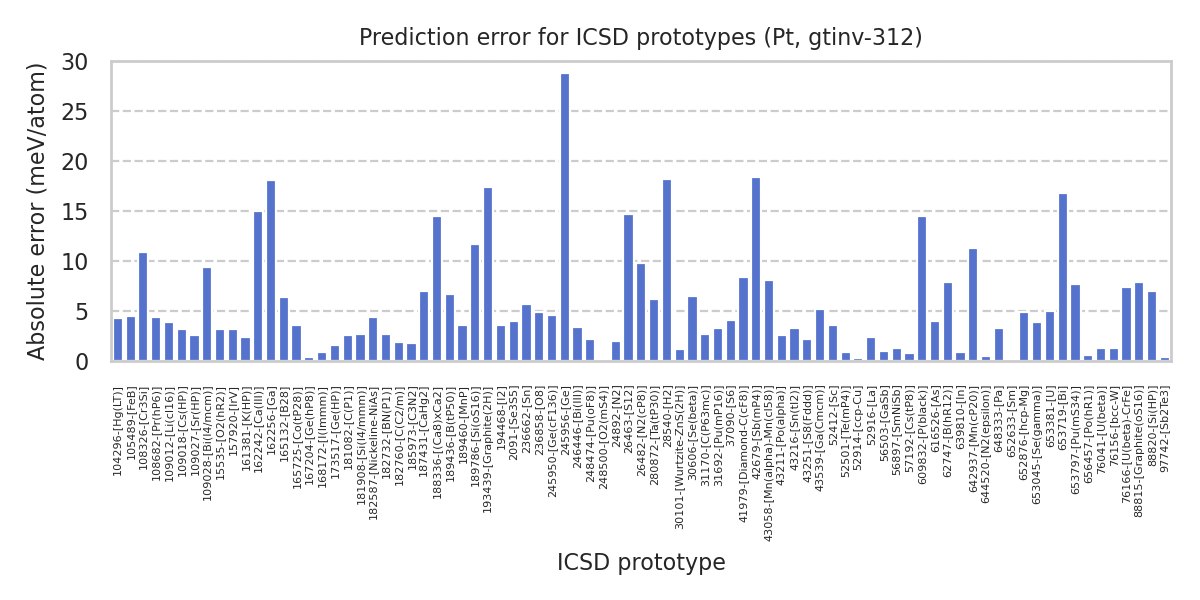 Prediction error for ICSD prototypes (Pt, gtinv-312)
Absolute error (meV/atom)
30
25
20
15
10
5
0
104296-[Hg(LT)]
105489-[FeB]
108326-[Cr3Si]
108682-[Pr(hP6)]
109012-[Li(cI16)]
109018-[Cs(HP)]
109027-[Sr(HP)]
109028-[Bi(I4/mcm)]
15535-[O2(hR2)]
157920-[IrV]
161381-[K(HP)]
162242-[Ca(III)]
162256-[Ga]
165132-[B28]
165725-[Co(tP28)]
167204-[Ge(hP8)]
168172-[I(Immm)]
173517-[Ge(HP)]
181082-[C(P1)]
181908-[Si(I4/mmm)]
182587-[Nickeline-NiAs]
182732-[BN(P1)]
182760-[C(C2/m)]
185973-[C3N2]
187431-[CaHg2]
188336-[(Ca8)xCa2]
189436-[B(tP50)]
189460-[MnP]
189786-[Si(oS16)]
193439-[Graphite(2H)]
194468-[I2]
2091-[Se3S5]
236662-[Sn]
236858-[O8]
245950-[Ge(cF136)]
245956-[Ge]
246446-[Bi(III)]
248474-[Pu(oF8)]
248500-[O2(mS4)]
24892-[N2]
26463-[S12]
26482-[N2(cP8)]
280872-[Ta(tP30)]
28540-[H2]
30101-[Wurtzite-ZnS(2H)]
30606-[Se(beta)]
31170-[C(P63mc)]
31692-[Pu(mP16)]
37090-[S6]
41979-[Diamond-C(cF8)]
42679-[Sb(mP4)]
43058-[Mn(alpha)-Mn(cI58)]
43211-[Po(alpha)]
43216-[Sn(tI2)]
43251-[S8(Fddd)]
43539-[Ga(Cmcm)]
52412-[Sc]
52501-[Te(mP4)]
52914-[ccp-Cu]
52916-[La]
56503-[GaSb]
56897-[SmNiSb]
57192-[Cs(tP8)]
609832-[P(black)]
616526-[As]
62747-[B(hR12)]
639810-[In]
642937-[Mn(cP20)]
644520-[N2(epsilon)]
648333-[Pa]
652633-[Sm]
652876-[hcp-Mg]
653045-[Se(gamma)]
653381-[U]
653719-[Bi]
653797-[Pu(mS34)]
656457-[Po(hR1)]
76041-[U(beta)]
76156-[bcc-W]
76166-[U(beta)-CrFe]
88815-[Graphite(oS16)]
88820-[Si(HP)]
97742-[Sb2Te3]
ICSD prototype